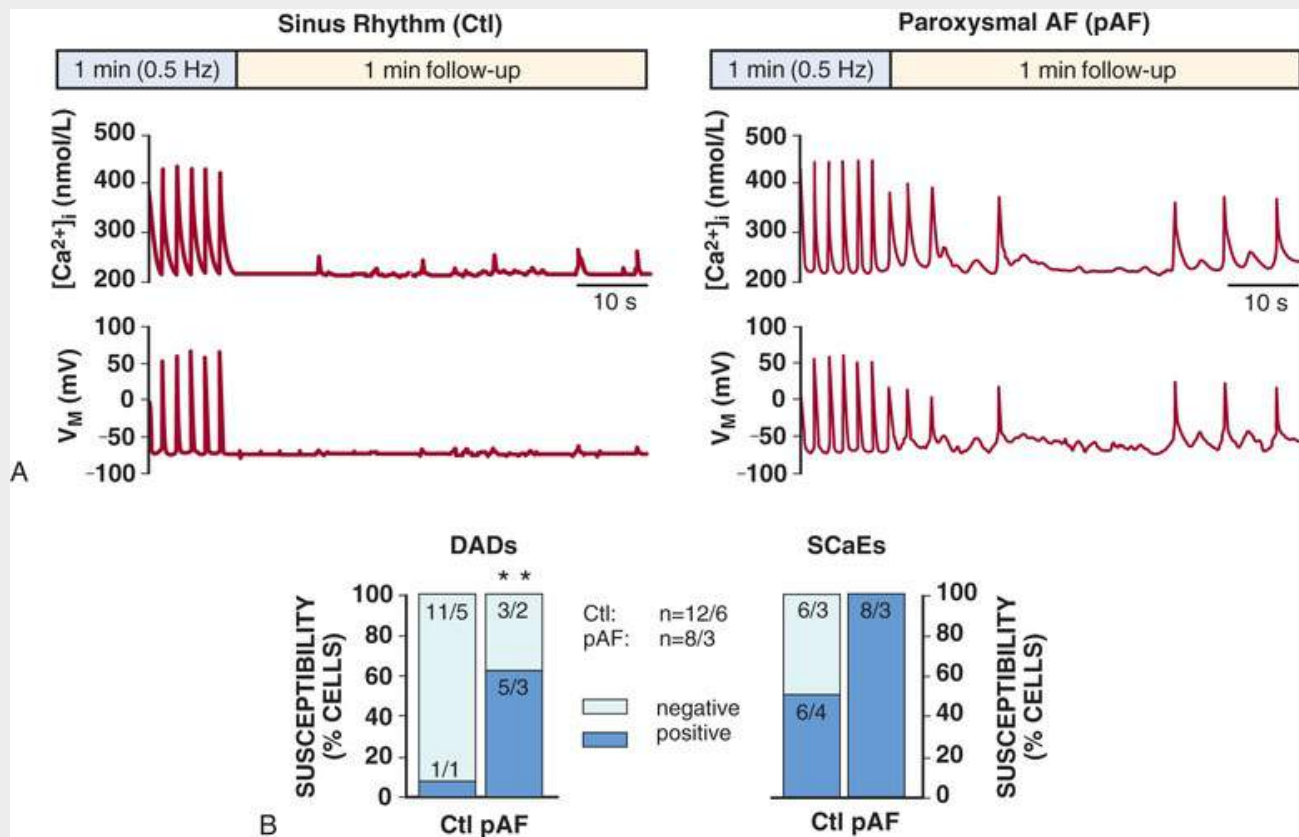 Sinus Rhythm (Ctl)
1 min (0.5 Hz) 1 min follow-up
[Ca²⁺]ᵢ (nmol/L)
500
400
300
200
10 s
V_M (mV)
100
50
0
–50
–100
Paroxysmal AF (pAF)
1 min (0.5 Hz) 1 min follow-up
[Ca²⁺]ᵢ (nmol/L)
500
400
300
200
10 s
V_M (mV)
100
50
0
–50
–100
A
DADs
* *
SUSCEPTIBILITY
(% CELLS)
100
80
60
40
20
0
11/5
1/1
3/2
5/3
Ctl pAF
Ctl: n=12/6
pAF: n=8/3
negative
positive
SCaEs
6/3
6/4
8/3
100
80
60
40
20
0
SUSCEPTIBILITY
(% CELLS)
Ctl pAF
B